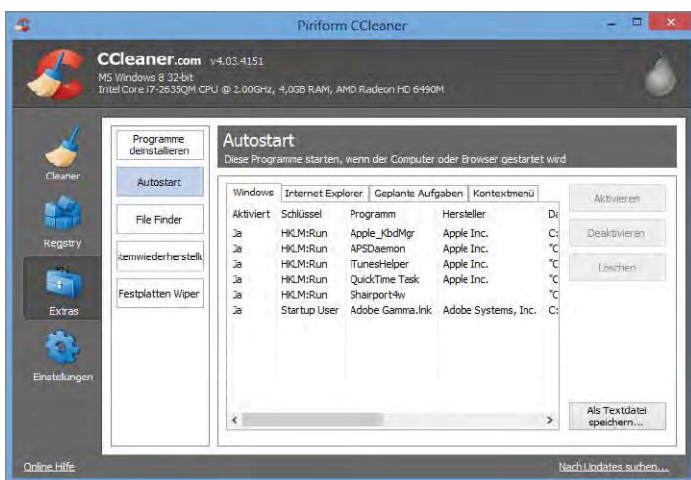 Piriform CCleaner
CCleaner.com v4.03.4151
MS Windows 8 32-bit
Intel Core i7-2635QM CPU @ 2.00GHz, 4,0GB RAM, AMD Radeon HD 6490M
Cleaner
Registry
Extras
Einstellungen
Programme
deinstallieren
Autostart
File Finder
temwiederherstell
Festplatten Wiper
Autostart
Diese Programme starten, wenn der Computer oder Browser gestartet wird
Windows Internet Explorer Geplante Aufgaben Kontextmenü
Aktiviert Schlüssel Programm Hersteller Da
Ja HKLM:Run Apple_KbdMgr Apple Inc. C:
Ja HKLM:Run APSDaemon Apple Inc. "C
Ja HKLM:Run iTunesHelper Apple Inc. "C
Ja HKLM:Run QuickTime Task Apple Inc. "C
Ja HKLM:Run Shairport4w "C
Ja Startup User Adobe Gamma.lnk Adobe Systems, Inc. C:
Aktivieren
Deaktivieren
Löschen
Als Textdatei
speichern...
Online Hilfe
Nach Updates suchen...